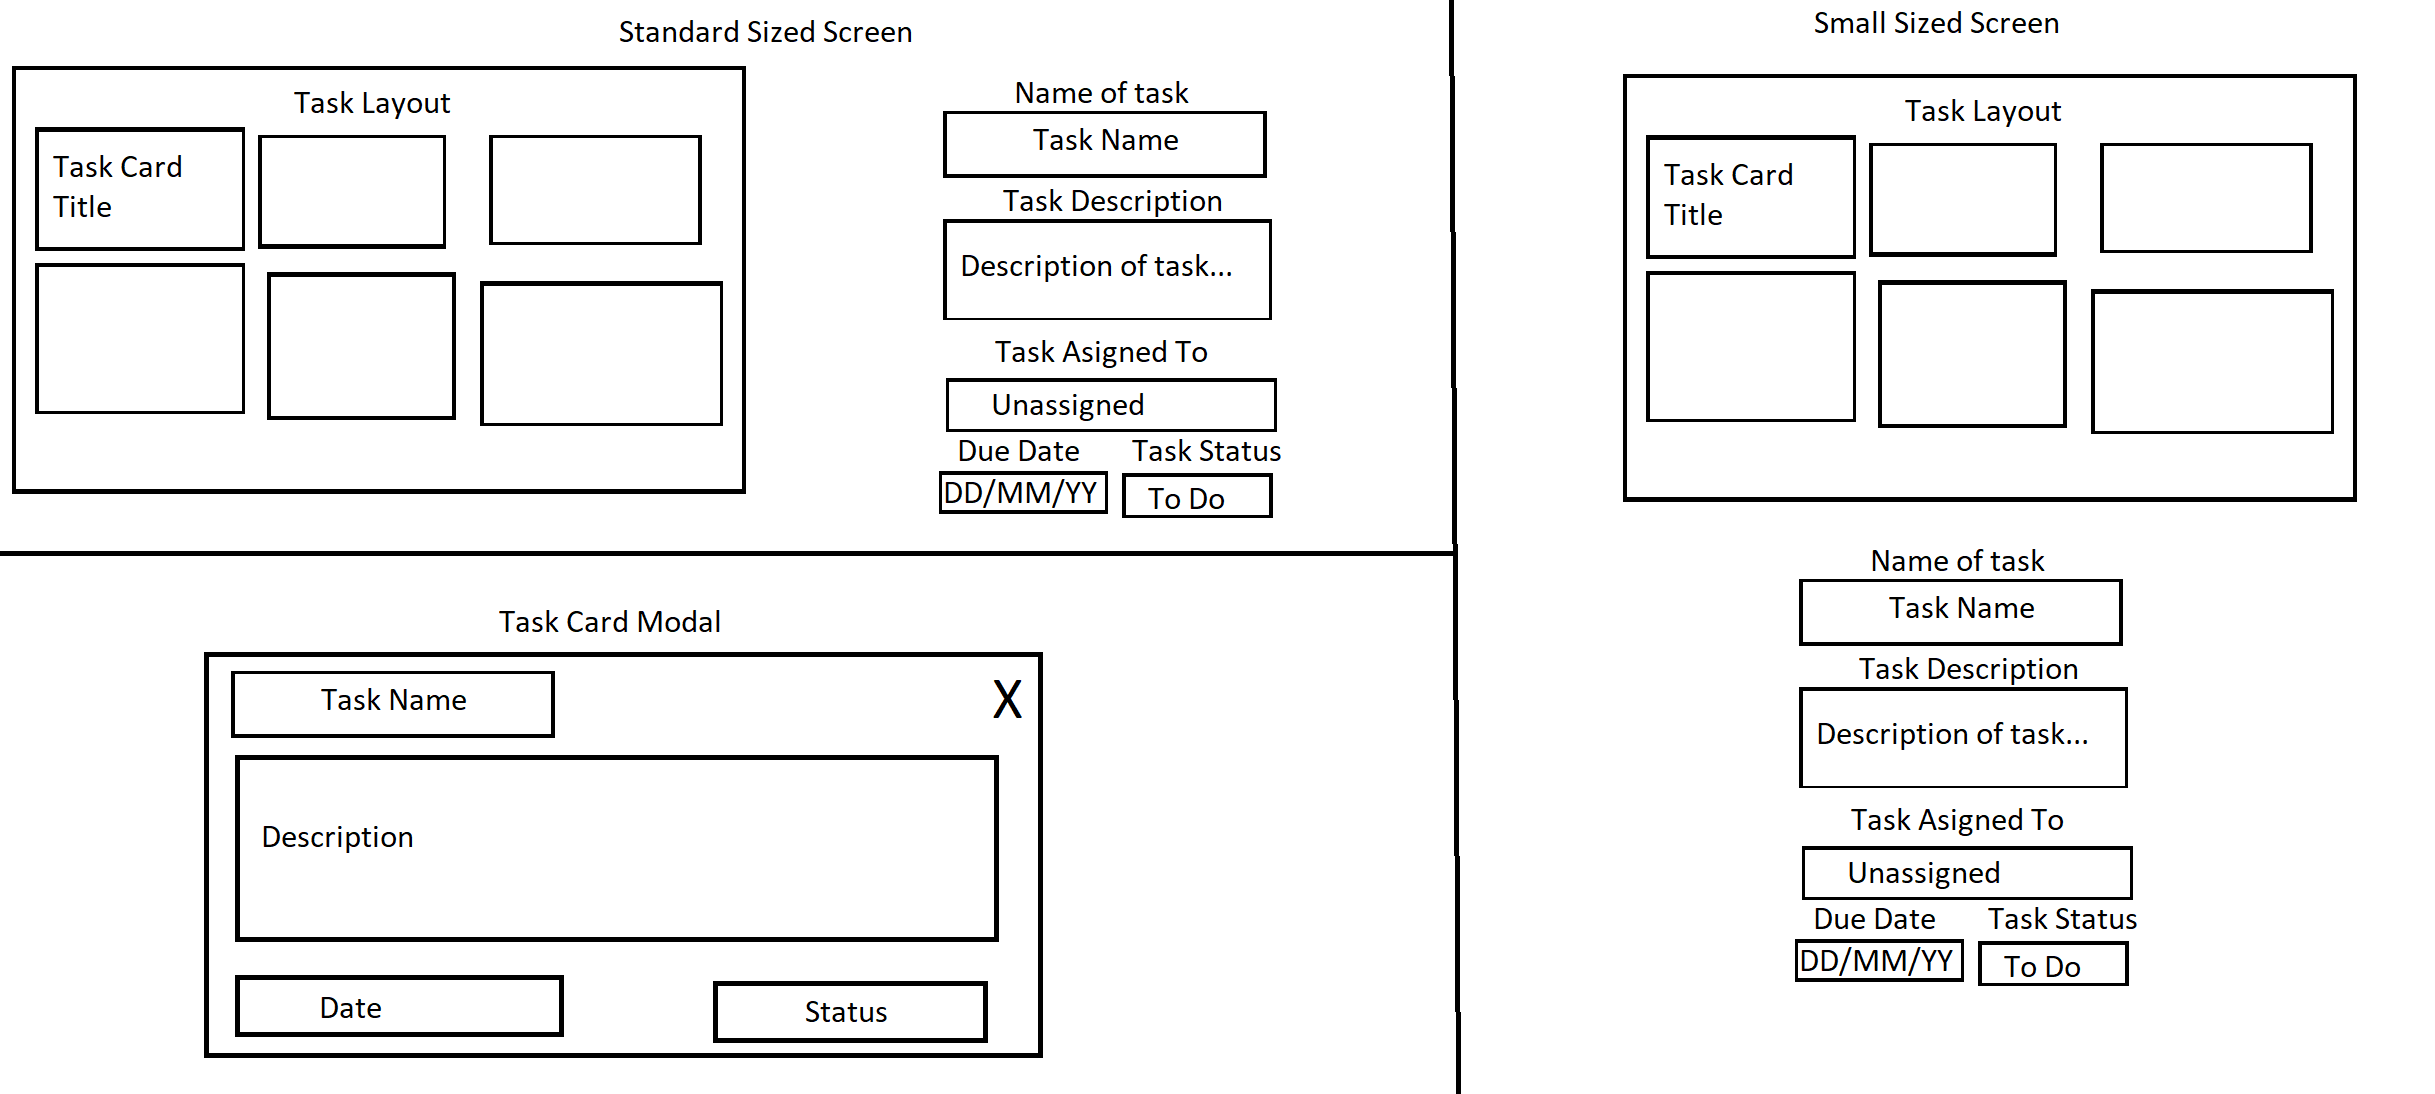 Standard Sized Screen
Task Layout
Task Card
Title
Name of task
Task Name
Task Description
Description of task...
Task Asigned To
Unassigned
Due Date
Task Status
DD/MM/YY
To Do
Task Card Modal
Task Name
X
Description
Date
Status
Small Sized Screen
Task Layout
Task Card
Title
Name of task
Task Name
Task Description
Description of task...
Task Asigned To
Unassigned
Due Date
Task Status
DD/MM/YY
To Do